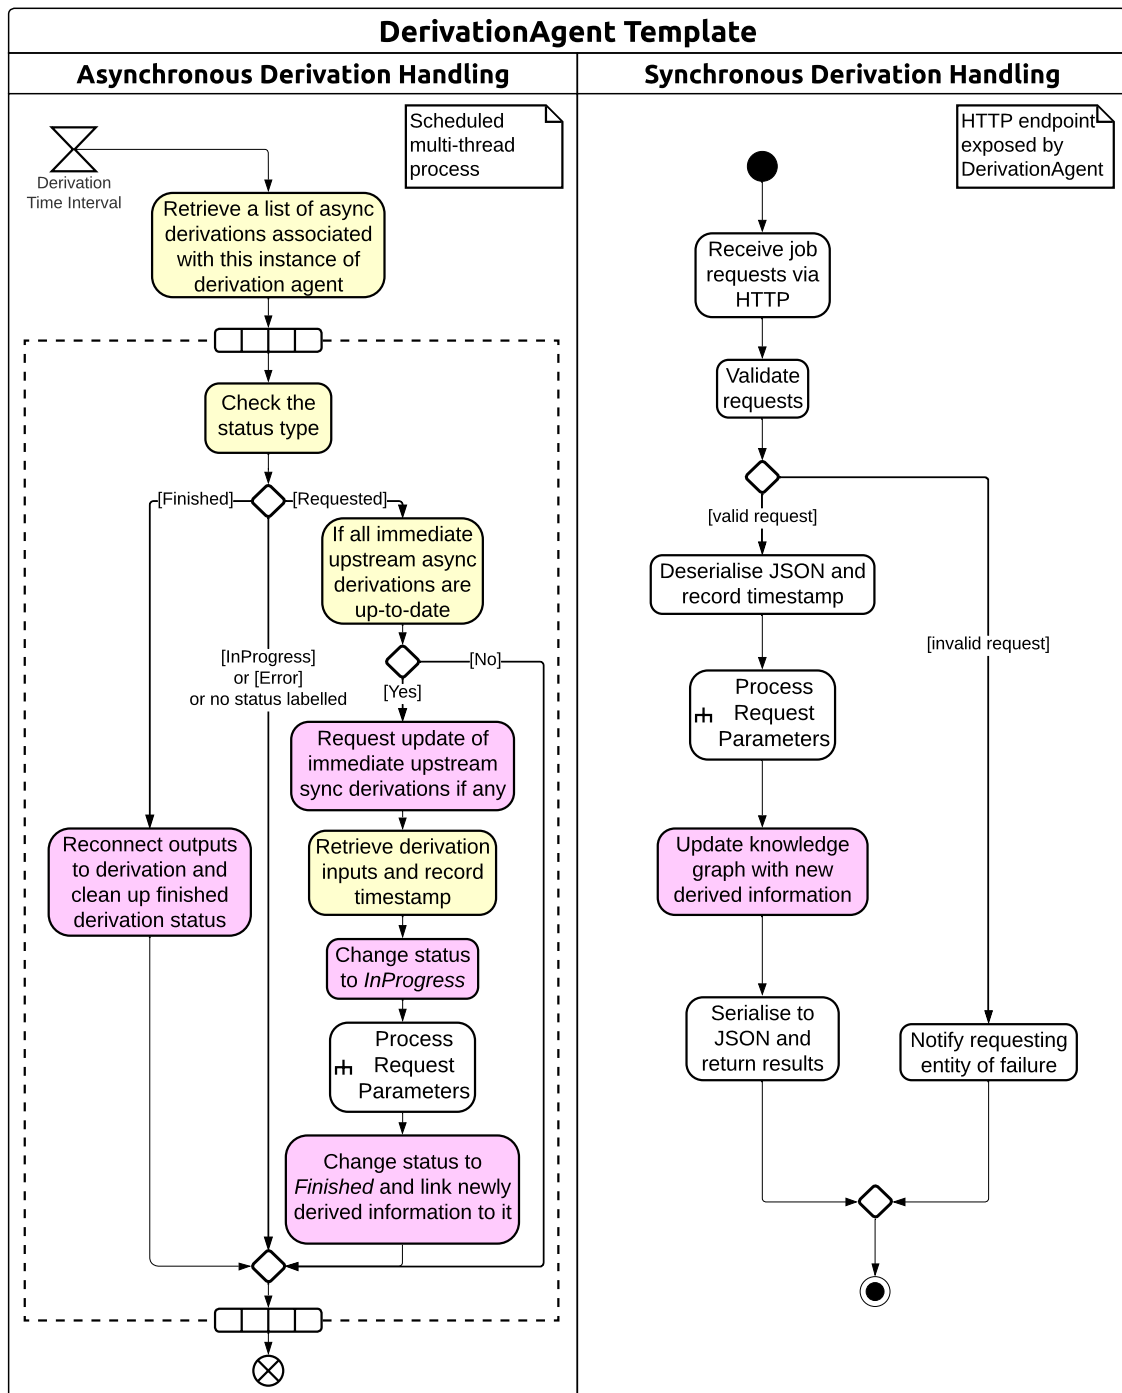 DerivationAgent Template
Asynchronous Derivation Handling
Synchronous Derivation Handling
Scheduled
multi-thread
process
Derivation
Time Interval
Retrieve a list of async
derivations associated
with this instance of
derivation agent
Check the
status type
[Finished]
[Requested]
If all immediate
upstream async
derivations are
up-to-date
[InProgress]
or [Error]
or no status labelled
[No]
[Yes]
Request update of
immediate upstream
sync derivations if any
Reconnect outputs
to derivation and
clean up finished
derivation status
Retrieve derivation
inputs and record
timestamp
Change status
to InProgress
Process
Request
Parameters
Change status to
Finished and link newly
derived information to it
HTTP endpoint
exposed by
DerivationAgent
Receive job
requests via
HTTP
Validate
requests
[valid request]
Deserialise JSON and
record timestamp
[invalid request]
Process
Request
Parameters
Update knowledge
graph with new
derived information
Serialise to
JSON and
return results
Notify requesting
entity of failure